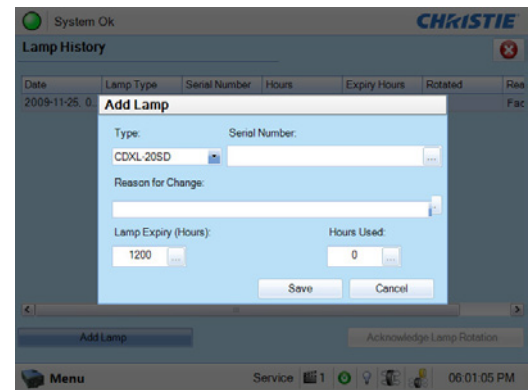 System Ok
CHRISTIE
Lamp History
Date Lamp Type Serial Number Hours Expiry Hours Rotated Rea
2009-11-25, 0.. Fac
Add Lamp
Type: Serial Number:
CDXL-20SD ...
Reason for Change:
Lamp Expiry (Hours): Hours Used:
1200 ... 0 ...
Save Cancel
Add Lamp Acknowledge Lamp Rotation
Menu Service 1 06:01:05 PM